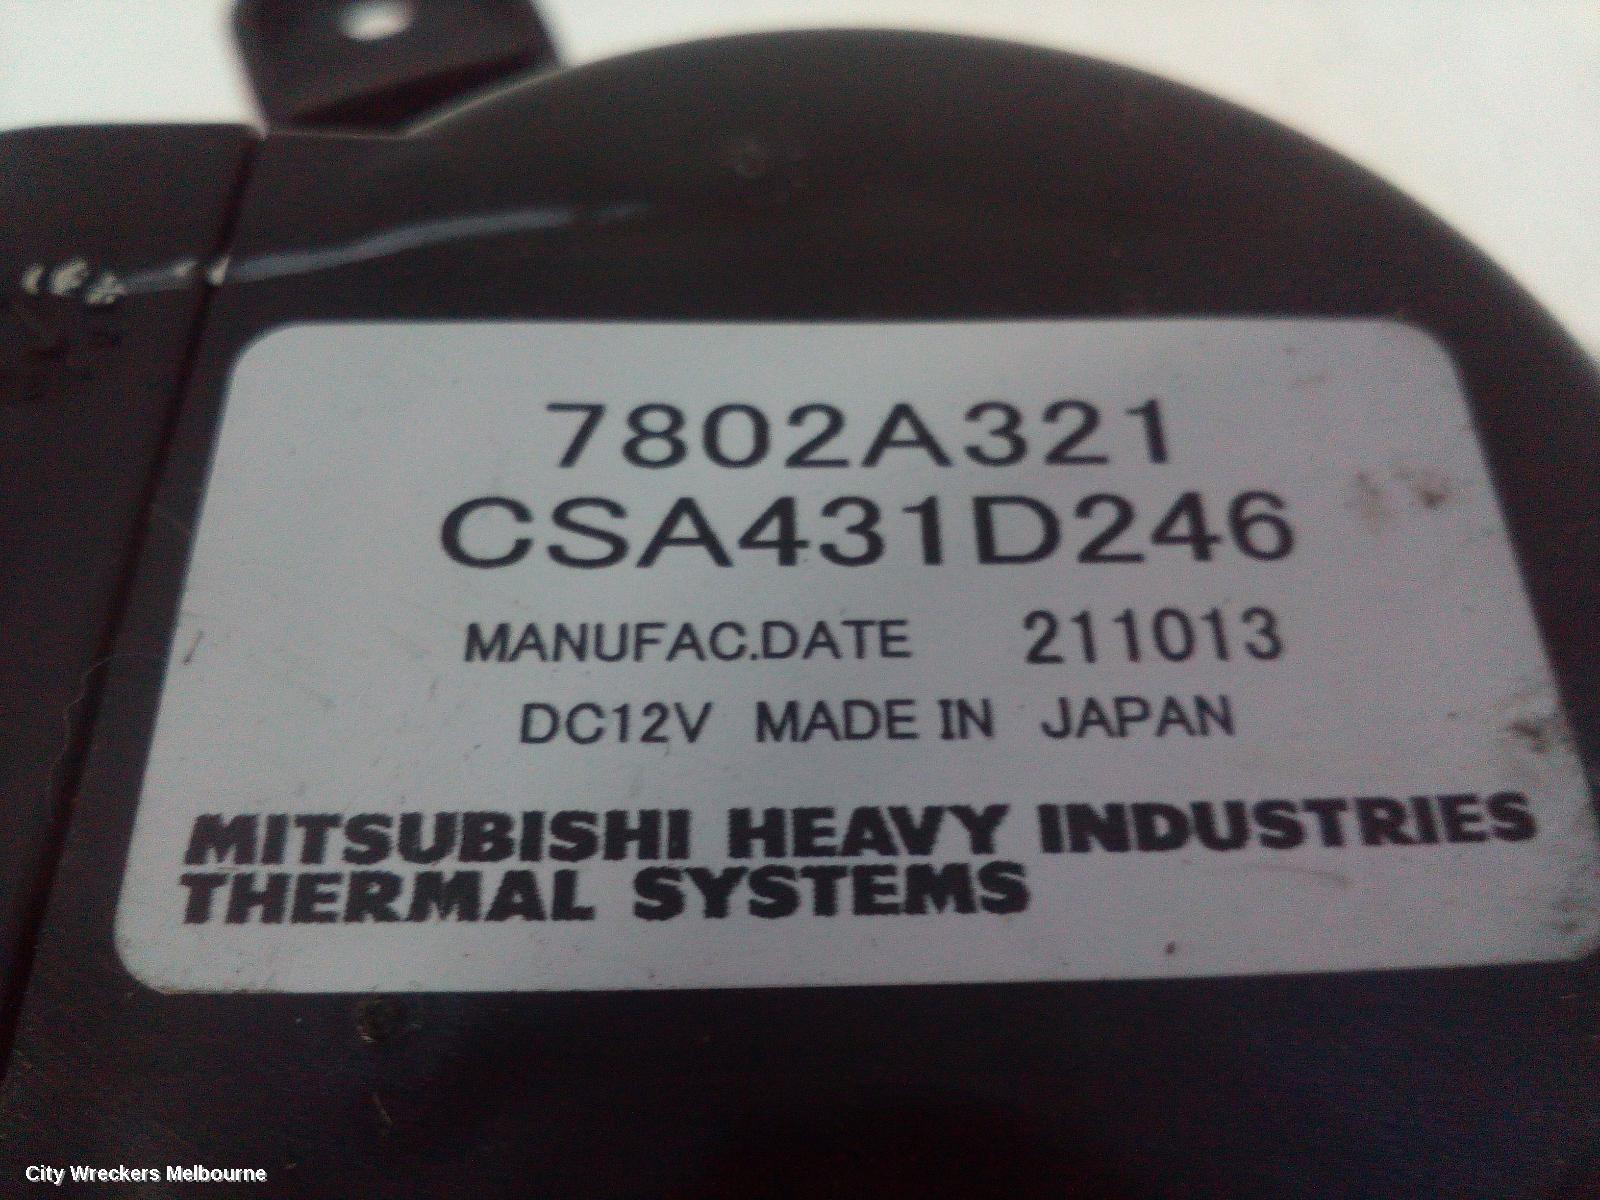 7802A321
CSA431D246
MANUFAC.DATE 211013
DC12V MADE IN JAPAN
MITSUBISHI HEAVY INDUSTRIES
THERMAL SYSTEMS
City Wreckers Melbourne